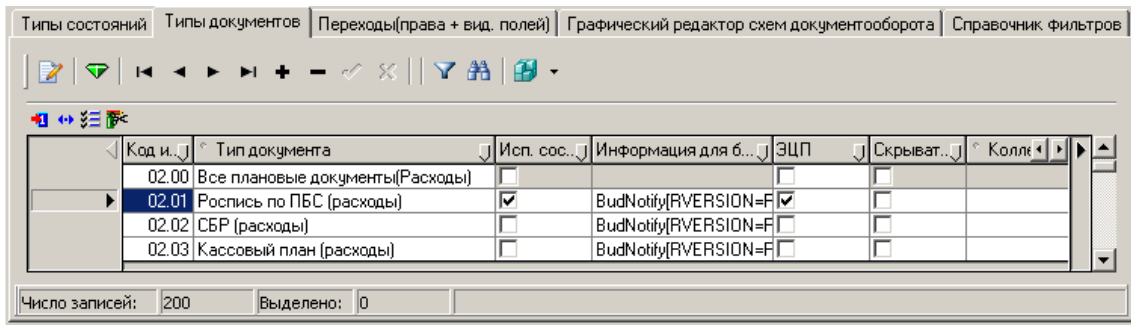 Типы состояний Типы документов Переходы(права + вид. полей) Графический редактор схем документооборота Справочник Фильтров
Код и... Тип документа Исп. сос... Информация для б... ЭЦП Скрыват... Колле
02.00 Все плановые документы(Расходы)
02.01 Роспись по ПБС (расходы) BudNotify[RVERSION=F
02.02 СБР (расходы) BudNotify[RVERSION=F
02.03 Кассовый план (расходы) BudNotify[RVERSION=F
Число записей: 200 Выделено: 0